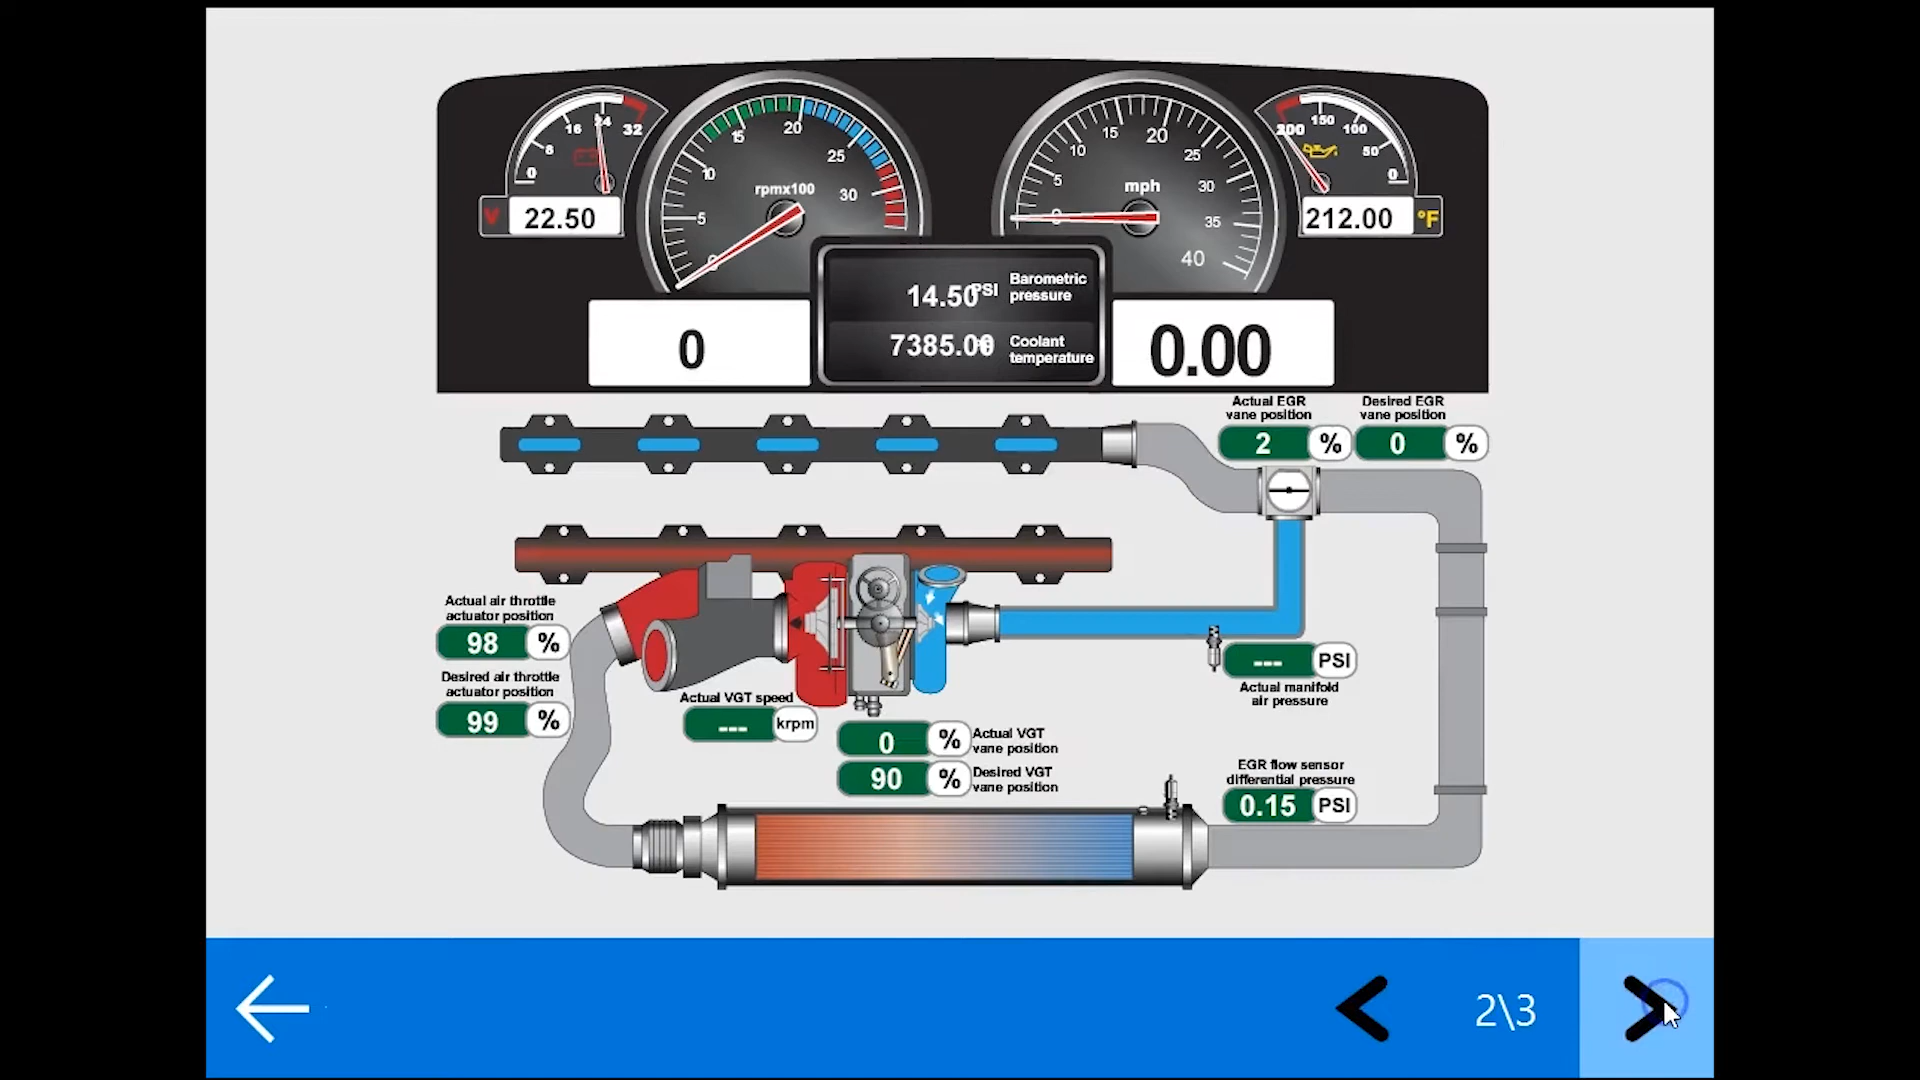 0
8
16
24
32
V
22.50
0
5
10
15
20
25
30
rpmx100
0
5
10
15
20
25
30
35
40
mph
200
150
100
50
0
212.00
°F
14.50
PSI
Barometric
pressure
7385.00
Coolant
temperature
0
0.00
Actual EGR
vane position
2 %
Desired EGR
vane position
0 %
Actual air throttle
actuator position
98 %
Desired air throttle
actuator position
99 %
Actual VGT speed
--- krpm
0 %
Actual VGT
vane position
90 %
Desired VGT
vane position
--- PSI
Actual manifold
air pressure
EGR flow sensor
differential pressure
0.15 PSI
2\3